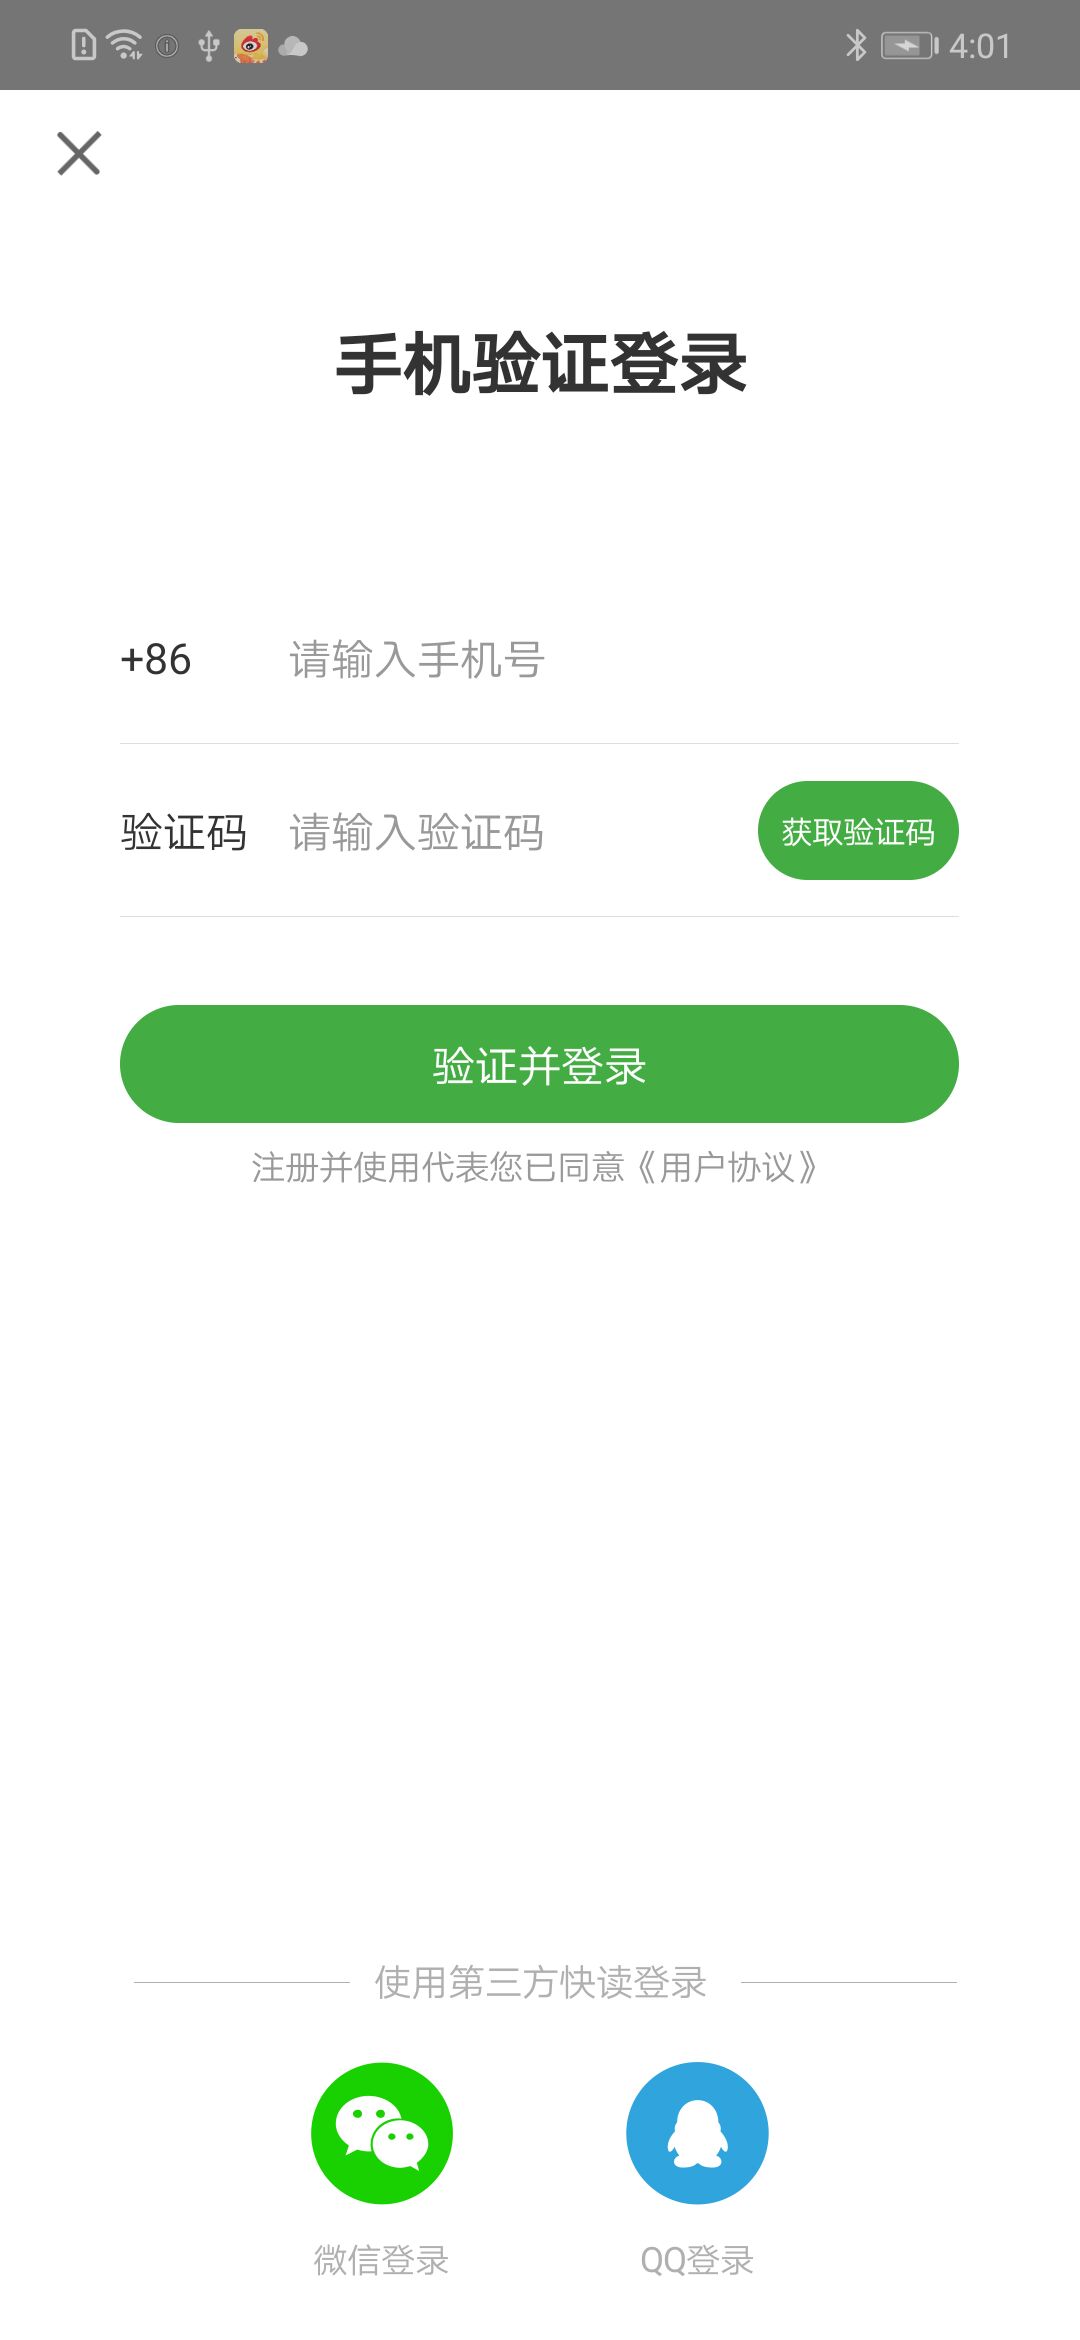 4:01
手机验证登录
+86 请输入手机号
验证码 请输入验证码 获取验证码
验证并登录
注册并使用代表您已同意《用户协议》
使用第三方快读登录
微信登录 QQ登录